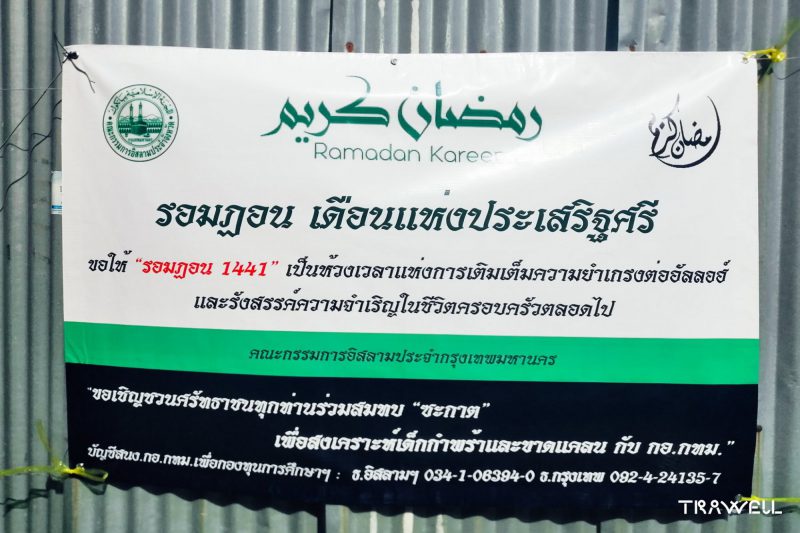 رمضان كريم
Ramadan Kareem
رمضان كريم
รอมฎอน เดือนแห่งประเสริฐศรี
ขอให้ “รอมฎอน 1441” เป็นห้วงเวลาแห่งการเติมเต็มความยำเกรงต่ออัลลอฮ์
และรังสรรค์ความจำเริญในชีวิตครอบครัวตลอดไป
คณะกรรมการอิสลามประจำกรุงเทพมหานคร
“ขอเชิญชวนศรัทธาชนทุกท่านร่วมสมทบ “ซะกาต”
เพื่อสงเคราะห์เด็กกำพร้าและขาดแคลน กับ กอ.กทม.”
บัญชีสนง.กอ.กทม.เพื่อกองทุนการศึกษาฯ : ธ.อิสลามฯ 034-1-06394-0 ธ.กรุงเทพ 092-4-24135-7
TRAWELL